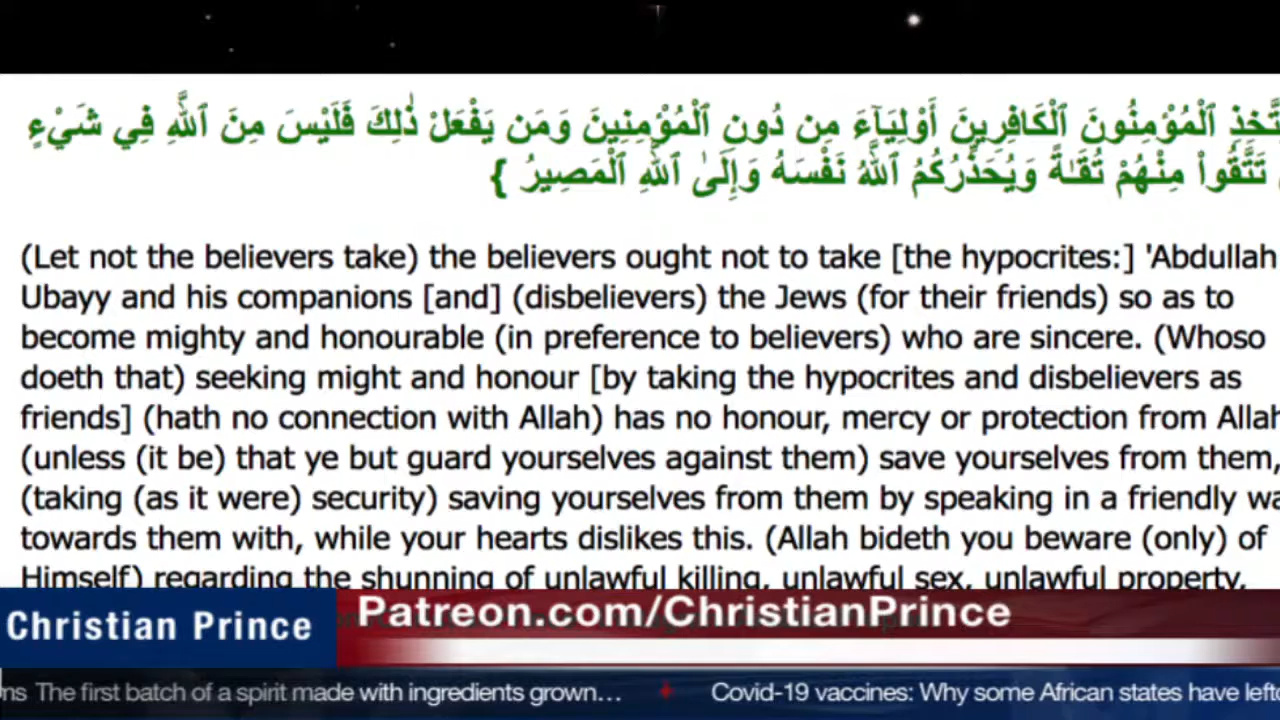 ٱلْمُؤْمِنُونَ ٱلْكَافِرِينَ أَوْلِيَآءَ مِن دُونِ ٱلْمُؤْمِنِينَ وَمَن يَفْعَلْ ذٰلِكَ فَلَيْسَ مِنَ ٱللَّهِ فِي شَيْءٍ
تَتَّقُواْ مِنْهُمْ تُقَـٰةً وَيُحَذِّرُكُمُ ٱللَّهُ نَفْسَهُ وَإِلَىٰ ٱللَّهِ ٱلْمَصِيرُ }
(Let not the believers take) the believers ought not to take [the hypocrites:] 'Abdullah
Ubayy and his companions [and] (disbelievers) the Jews (for their friends) so as to
become mighty and honourable (in preference to believers) who are sincere. (Whoso
doeth that) seeking might and honour [by taking the hypocrites and disbelievers as
friends] (hath no connection with Allah) has no honour, mercy or protection from Allah
(unless (it be) that ye but guard yourselves against them) save yourselves from them,
(taking (as it were) security) saving yourselves from them by speaking in a friendly
towards them with, while your hearts dislikes this. (Allah bideth you beware (only) of
Himself) regarding the shunning of unlawful killing, unlawful sex, unlawful property,
Christian Prince
Patreon.com/ChristianPrince
The first batch of a spirit made with ingredients grown... Covid-19 vaccines: Why some African states have